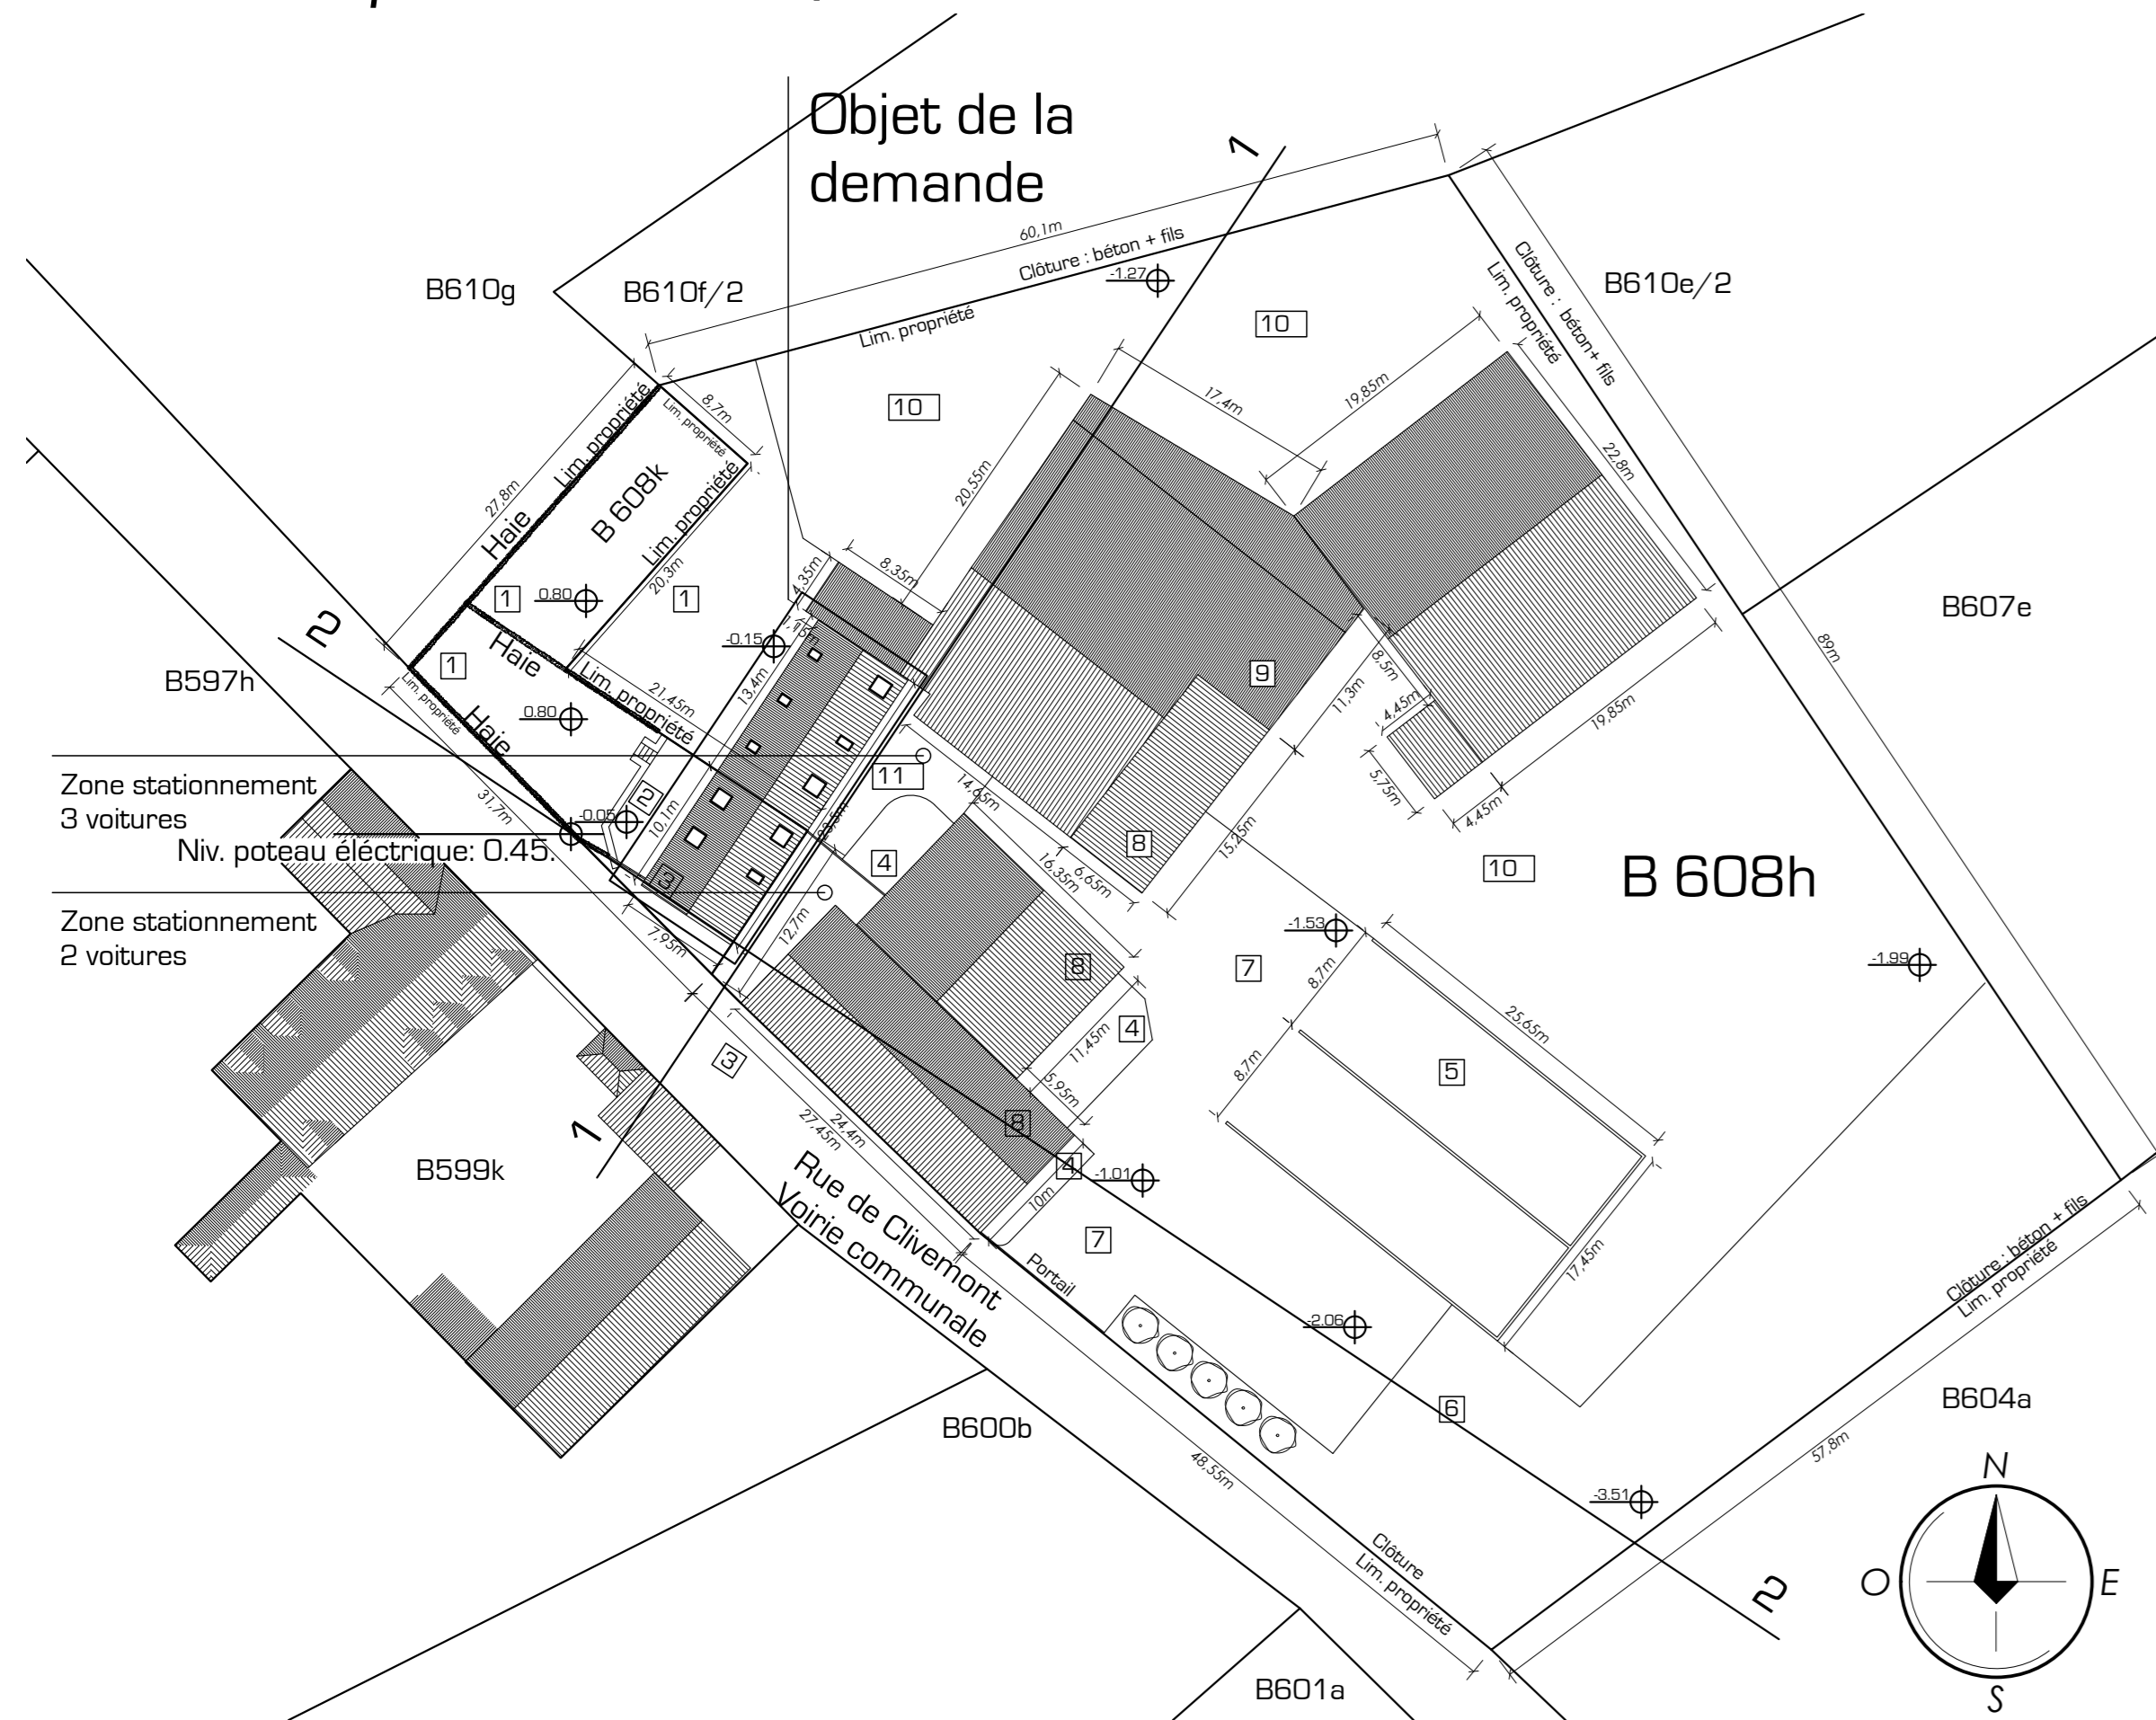 Objet de la
demande
1
60,1m
Clôture : béton + fils
Lim. propriété
-1.27
10
Clôture : béton+ fils
Lim. propriété
B610e/2
B610g
B610f/2
10
8,7m
Lim. propriété
Lim. propriété
27,8m
Haie
B 608k
Lim. propriété
20,3m
17,4m
19,85m
22,8m
20,55m
1
0.80
1
4,35m
8,35m
1,15m
-0.15
B607e
89m
2
Haie
1
Lim. propriété
21,45m
13,4m
9
8,5m
11,3m
4,45m
19,85m
B597h
Lim. propriété
Haie
0.80
Zone stationnement
3 voitures
11
14,65m
5,75m
4,45m
31,7m
2
-0.05
10,1m
23,5m
Niv. poteau éléctrique: 0.45.
4
8
15,25m
16,35m
6,65m
10
B 608h
3
Zone stationnement
2 voitures
7,95m
12,7m
-1.53
8
7
8,7m
-1.99
25,65m
4
11,45m
3
8,7m
5
5,95m
24,4m
27,45m
8
1
B599k
4
-1.01
10m
Rue de Clivemont
Voirie communale
7
Portail
17,45m
Clôture : béton + fils
Lim. propriété
-2.06
6
B604a
B600b
48,55m
57,8m
-3.51
Clôture
Lim. propriété
2
N
O
E
S
B601a